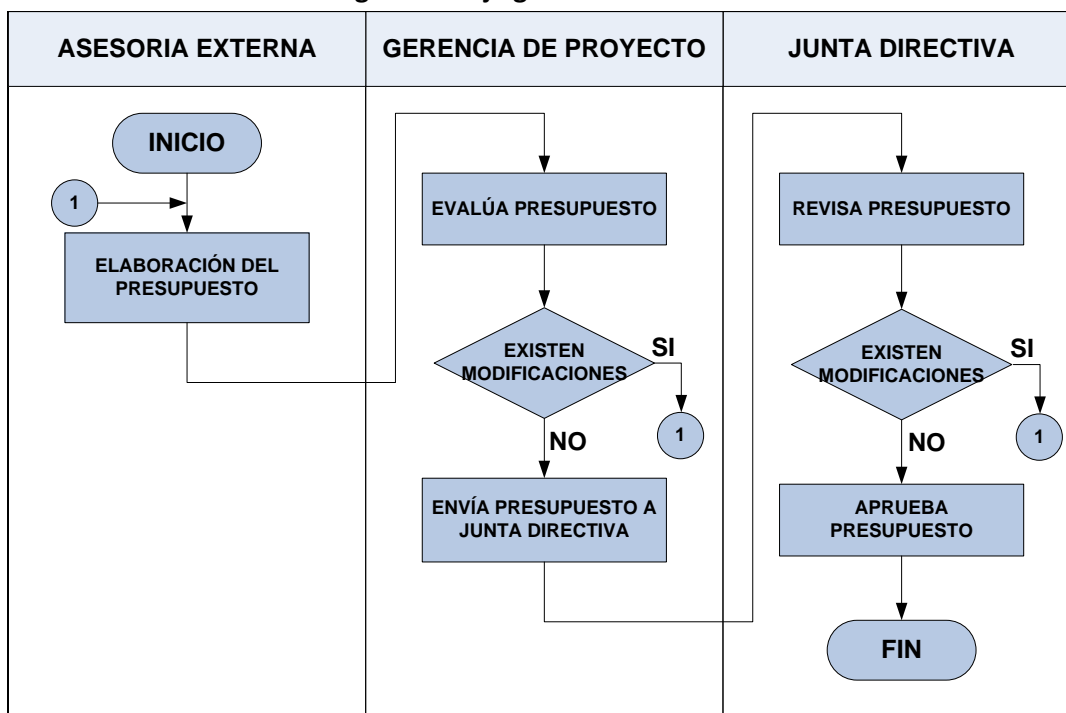 ASESORIA EXTERNA
GERENCIA DE PROYECTO
JUNTA DIRECTIVA
INICIO
1
ELABORACIÓN DEL
PRESUPUESTO
EVALÚA PRESUPUESTO
EXISTEN
MODIFICACIONES
SI
1
NO
ENVÍA PRESUPUESTO A
JUNTA DIRECTIVA
REVISA PRESUPUESTO
EXISTEN
MODIFICACIONES
SI
1
NO
APRUEBA
PRESUPUESTO
FIN